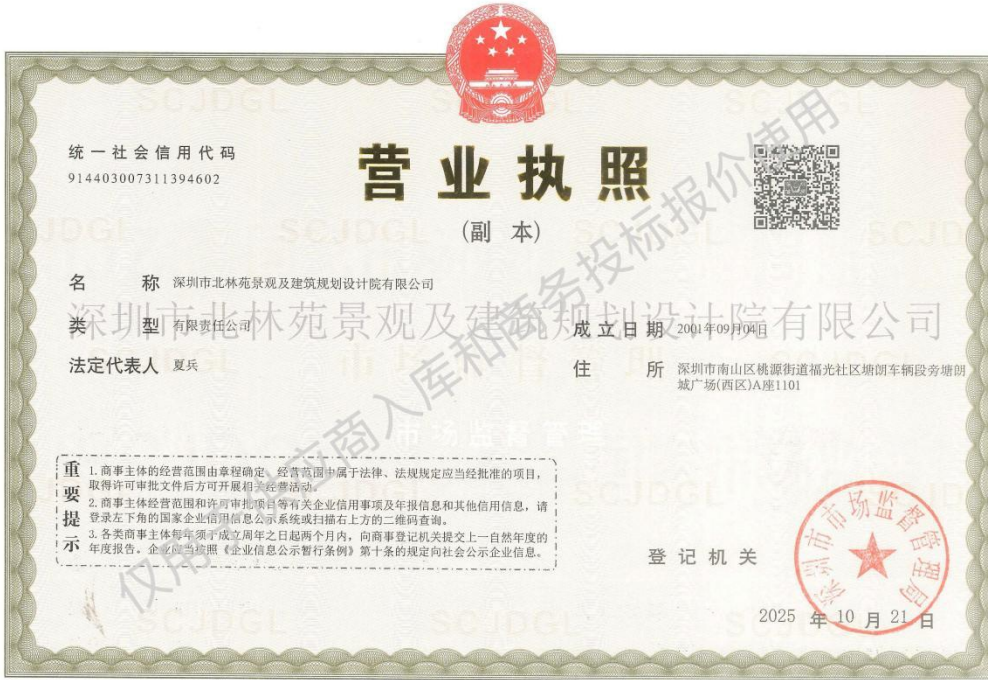 统一社会信用代码
914403007311394602
营业执照
(副 本)
名 称 深圳市北林苑景观及建筑规划设计院有限公司
深圳市北林苑景观及建筑规划设计院有限公司
类 型 有限责任公司
成立日期 2001年09月04日
法定代表人 夏兵
住 所 深圳市南山区桃源街道福光社区塘朗车辆段旁塘朗
城广场(西区)A座1101
仅用于供应商入库和商务投标报价使用
市场监督管理
重要提示
1. 商事主体的经营范围由章程确定。经营范围中属于法律、法规规定应当经批准的项目，
取得许可审批文件后方可开展相关经营活动。
2. 商事主体经营范围和许可审批项目等有关企业信用事项及年报信息和其他信用信息，请
登录左下角的国家企业信用信息公示系统或扫描右上方的二维码查询。
3. 各类商事主体每年须于成立周年之日起两个月内，向商事登记机关提交上一自然年度的
年度报告。企业应当按照《企业信息公示暂行条例》第十条的规定向社会公示企业信息。
登记机关
深圳市市场监督管理局
2025 年 10 月 21 日
SCJDGL